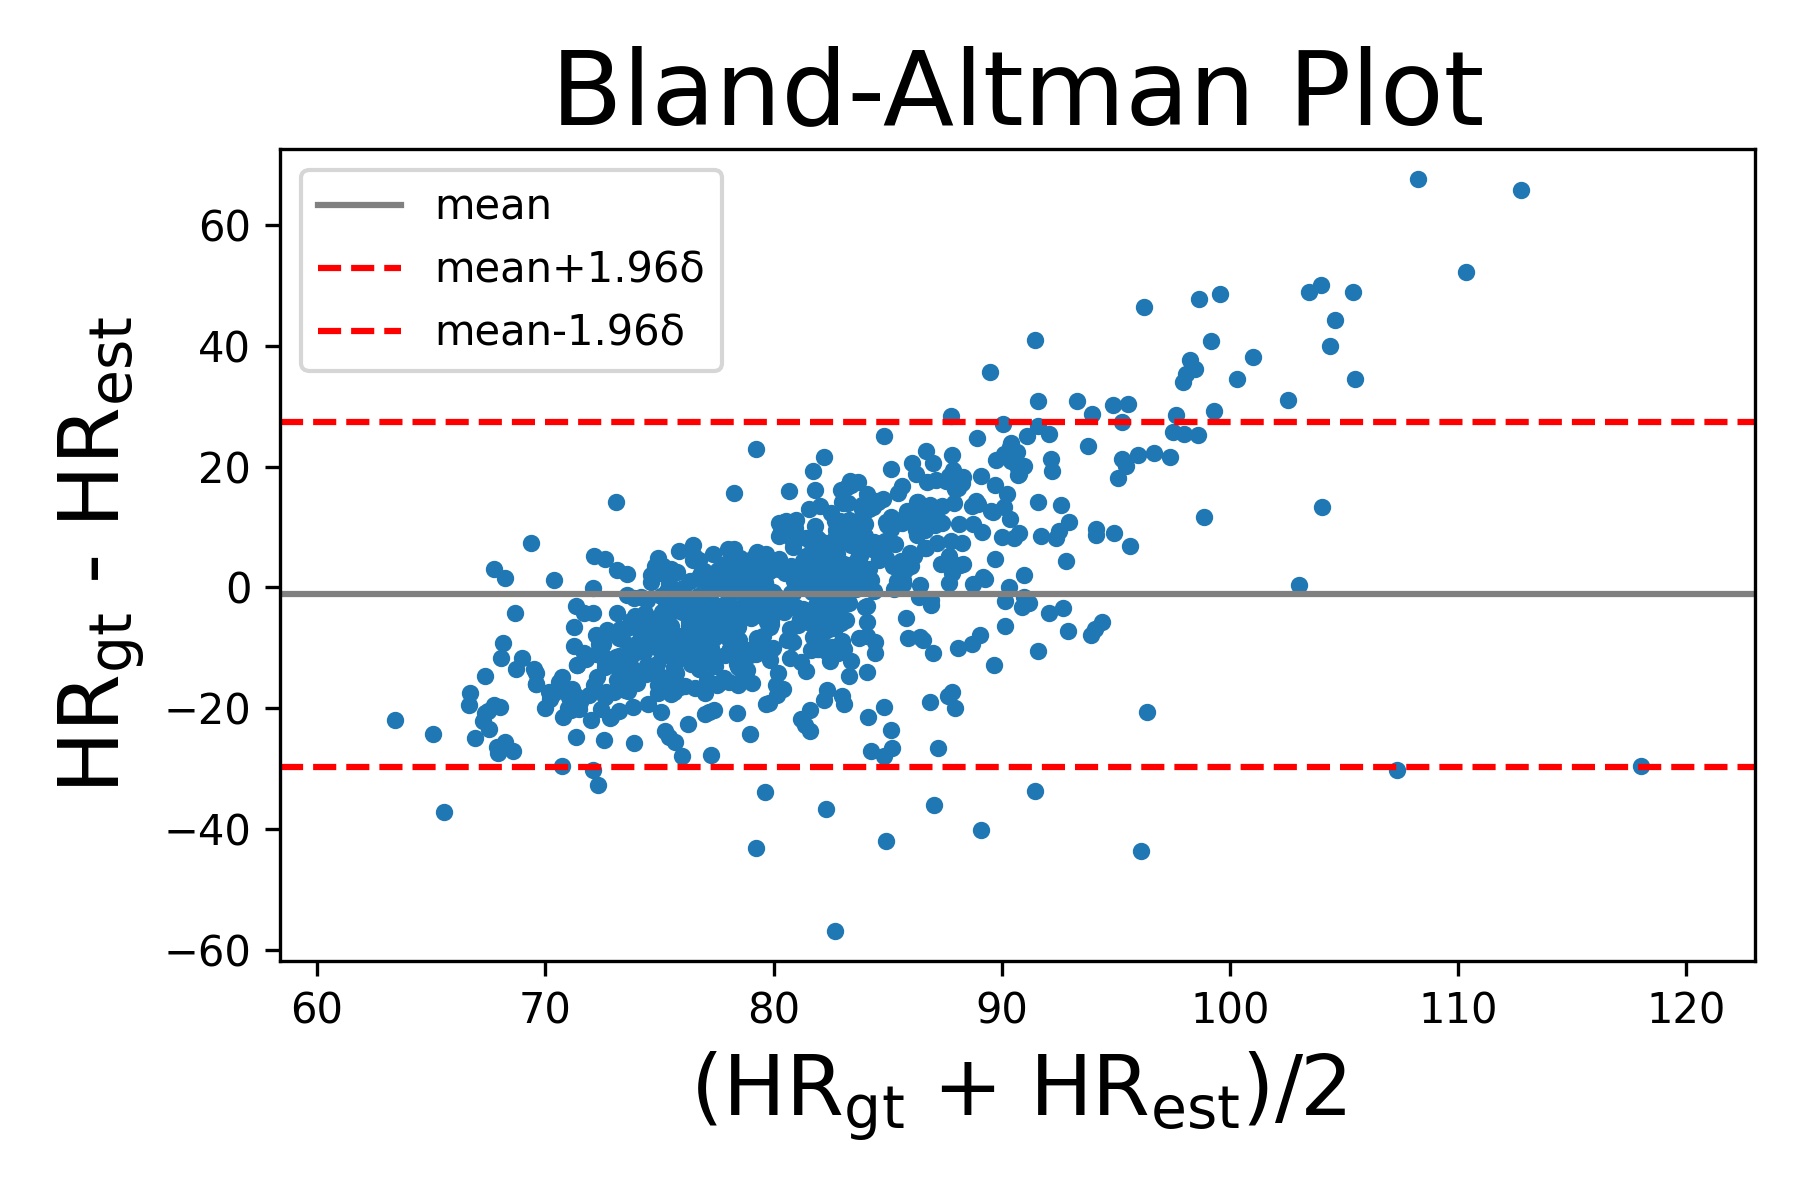 Bland-Altman Plot
mean
mean+1.96δ
mean-1.96δ
HRgt - HRest
60
40
20
0
−20
−40
−60
60 70 80 90 100 110 120
(HRgt + HRest)/2